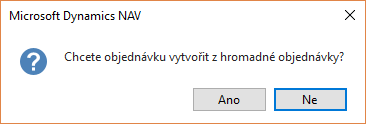 Microsoft Dynamics NAV
Chcete objednávku vytvořit z hromadné objednávky?
Ano
Ne